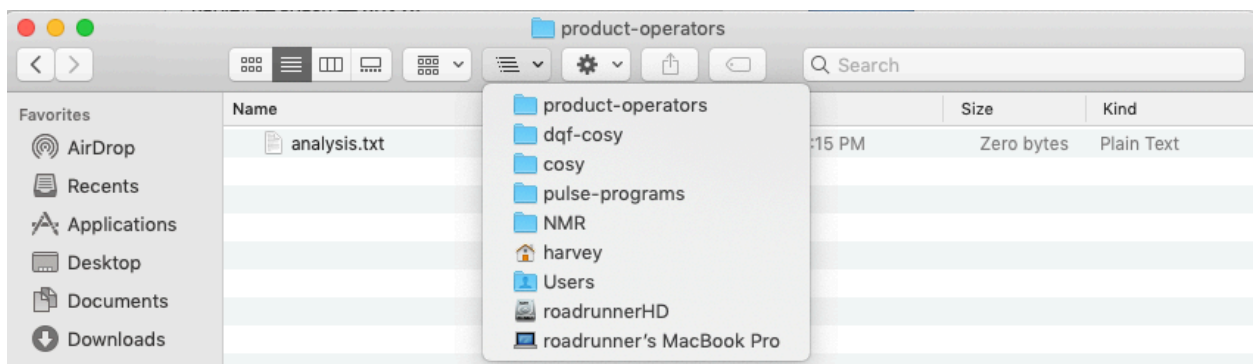 product-operators
Search
Favorites
AirDrop
Recents
Applications
Desktop
Documents
Downloads
Name
Size
Kind
analysis.txt
:15 PM
Zero bytes
Plain Text
product-operators
dqf-cosy
cosy
pulse-programs
NMR
harvey
Users
roadrunnerHD
roadrunner's MacBook Pro